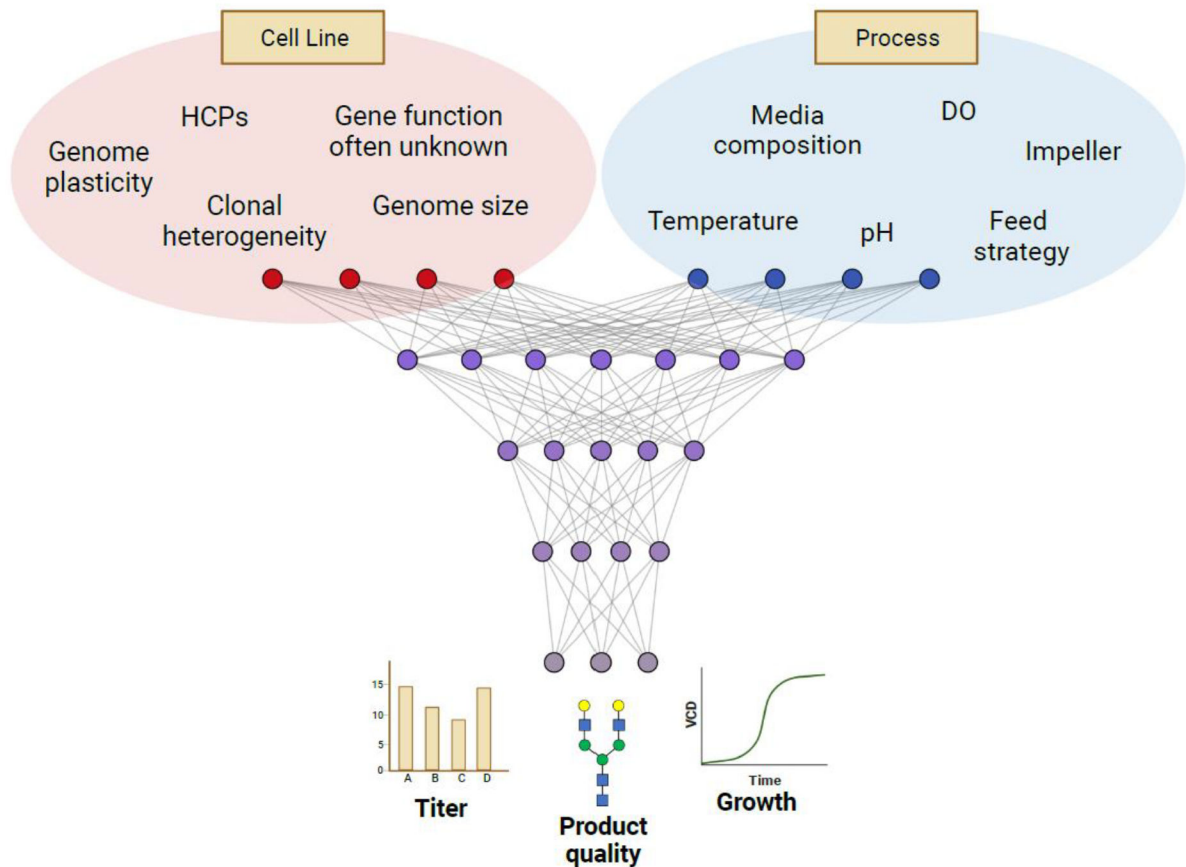 Cell Line
Process
HCPs
Gene function
often unknown
Genome
plasticity
Clonal
heterogeneity
Genome size
Media
composition
DO
Impeller
Temperature
pH
Feed
strategy
15
10
5
0
A B C D
Titer
Product
quality
VCD
Time
Growth